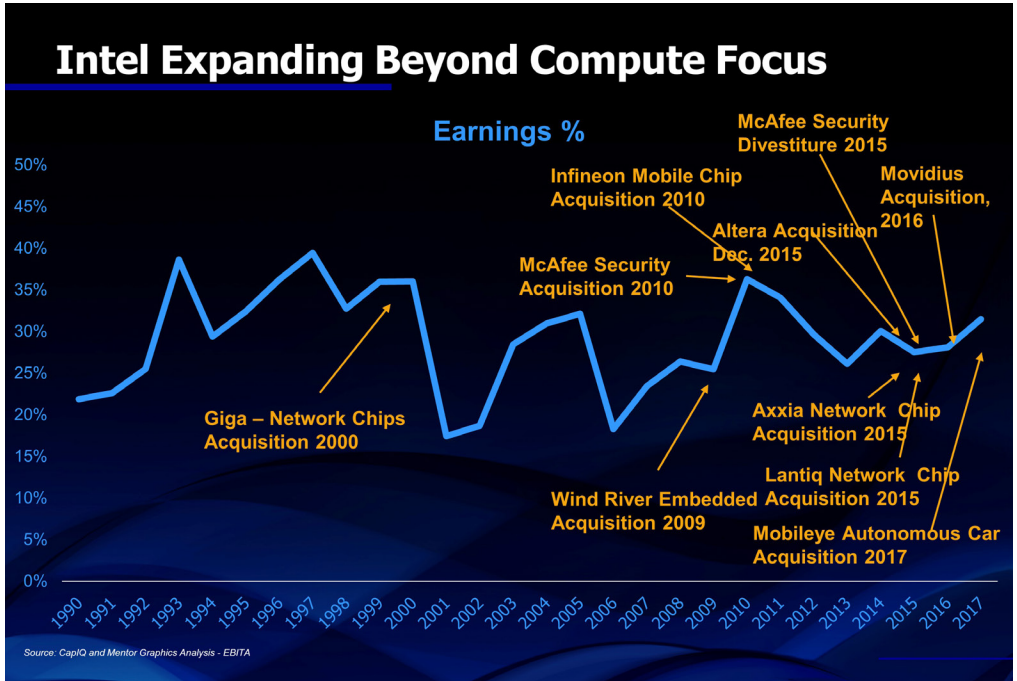 Intel Expanding Beyond Compute Focus
Earnings %
McAfee Security
Divestiture 2015
Infineon Mobile Chip
Acquisition 2010
Movidius
Acquisition,
2016
Altera Acquisition
Dec. 2015
McAfee Security
Acquisition 2010
Giga – Network Chips
Acquisition 2000
Wind River Embedded
Acquisition 2009
Axxia Network Chip
Acquisition 2015
Lantiq Network Chip
Acquisition 2015
Mobileye Autonomous Car
Acquisition 2017
50%
45%
40%
35%
30%
25%
20%
15%
10%
5%
0%
1990
1991
1992
1993
1994
1995
1996
1997
1998
1999
2000
2001
2002
2003
2004
2005
2006
2007
2008
2009
2010
2011
2012
2013
2014
2015
2016
2017
Source: CapIQ and Mentor Graphics Analysis - EBITA